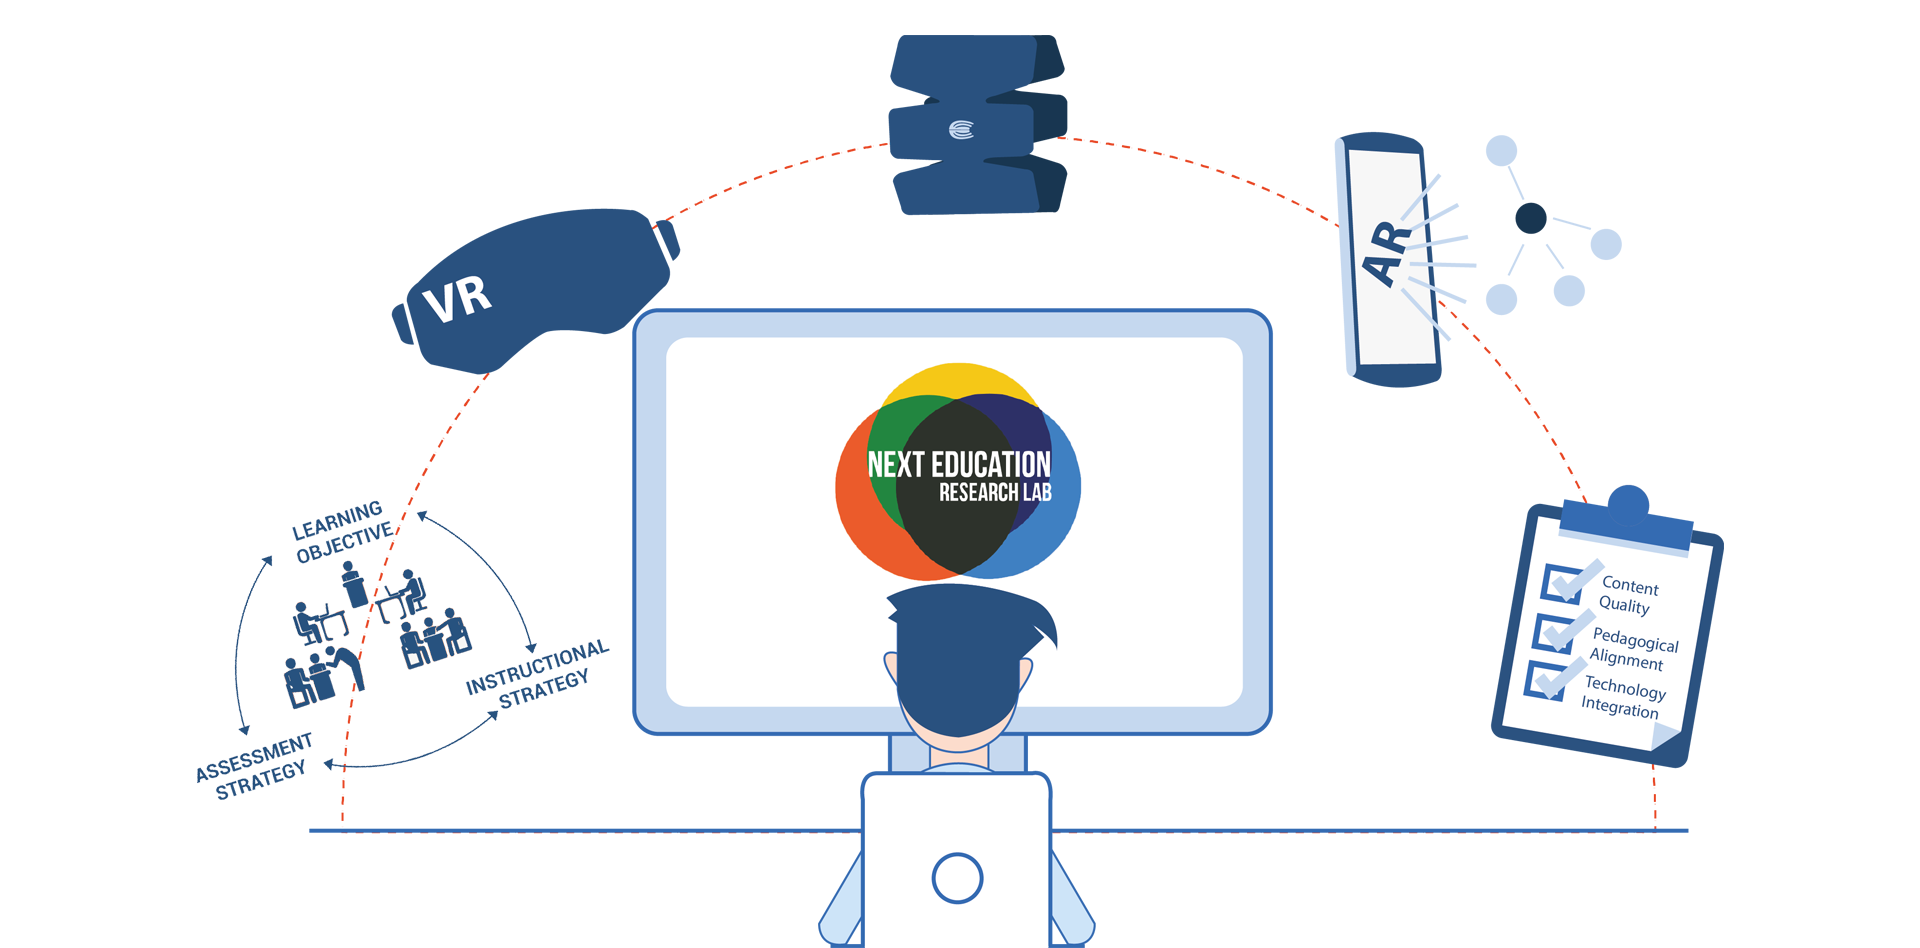 VR
AR
NEXT EDUCATION
RESEARCH LAB
LEARNING
OBJECTIVE
INSTRUCTIONAL
STRATEGY
ASSESSMENT
STRATEGY
Content
Quality
Pedagogical
Alignment
Technology
Integration